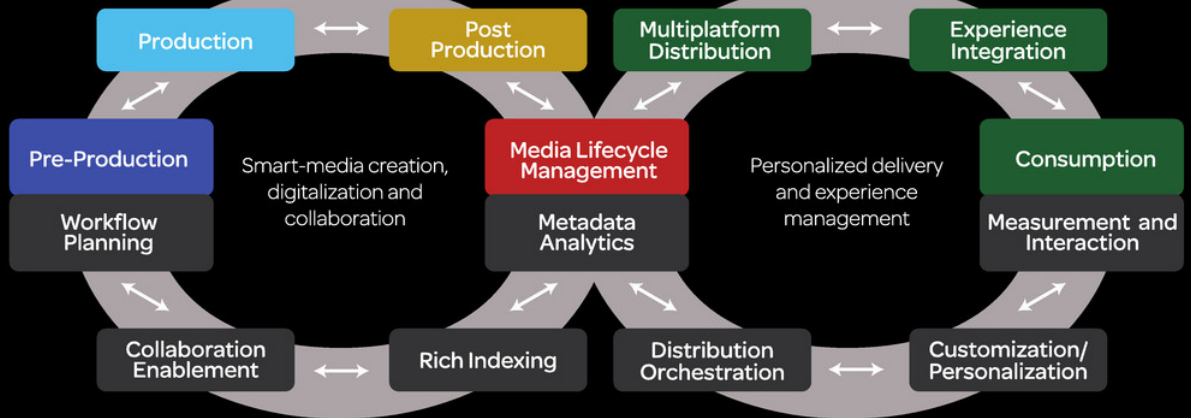 Production
Post
Production
Multiplatform
Distribution
Experience
Integration
Pre-Production
Workflow
Planning
Smart-media creation,
digitalization and
collaboration
Media Lifecycle
Management
Metadada
Analytics
Personalized delivery
and experience
management
Consumption
Measurement and
Interaction
Collaboration
Enablement
Rich Indexing
Distribution
Orchestration
Customization/
Personalization